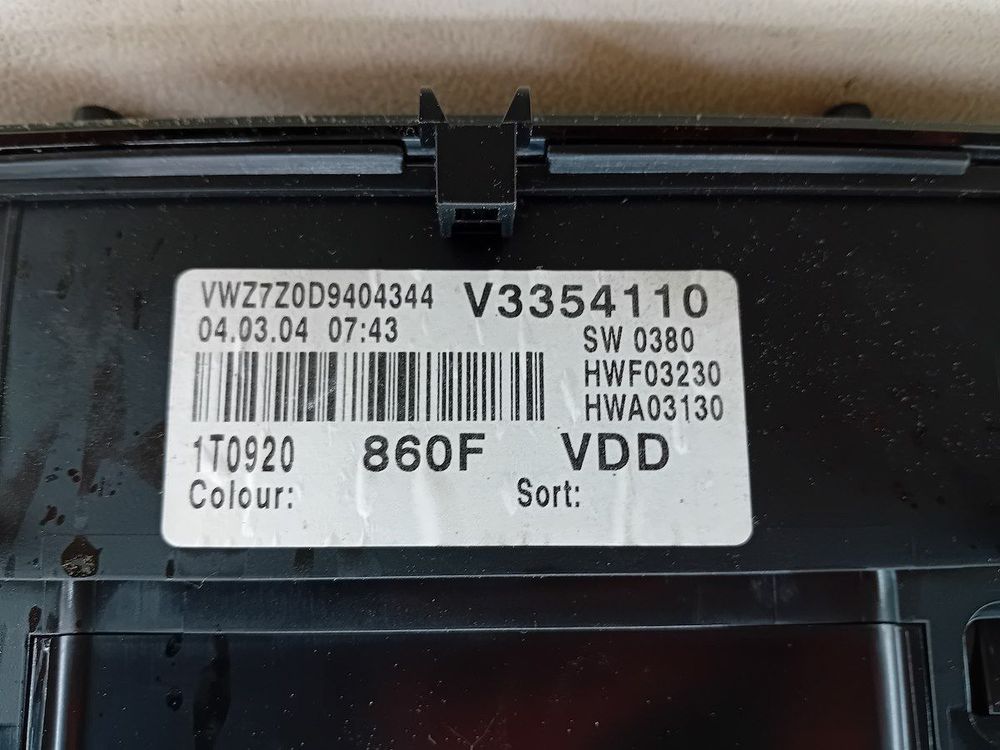 VWZ7Z0D9404344 V3354110
04.03.04 07:43 SW 0380
HWF03230
HWA03130
1T0920 860F VDD
Colour: Sort: